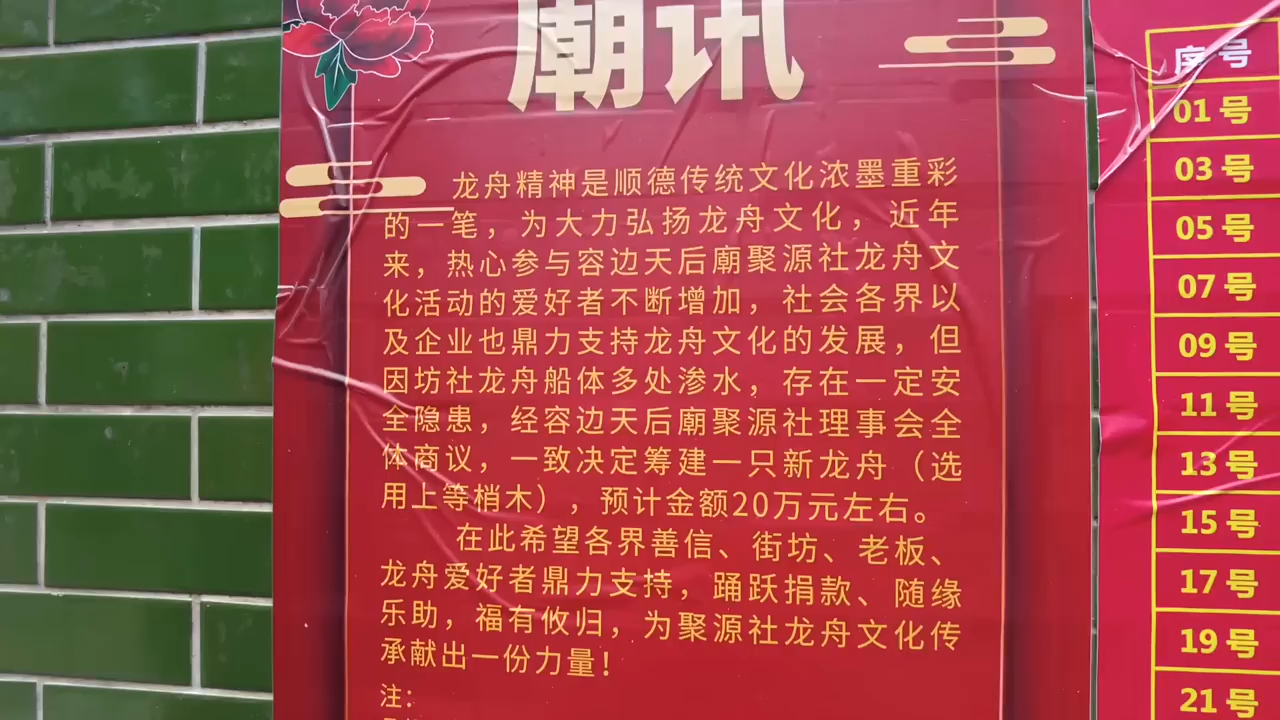 廟讯
龙舟精神是顺德传统文化浓墨重彩
的一笔，为大力弘扬龙舟文化，近年
来，热心参与容边天后廟聚源社龙舟文
化活动的爱好者不断增加，社会各界以
及企业也鼎力支持龙舟文化的发展，但
因坊社龙舟船体多处渗水，存在一定安
全隐患，经容边天后廟聚源社理事会全
体商议，一致决定筹建一只新龙舟（选
用上等梢木），预计金额20万元左右。
在此希望各界善信、街坊、老板、
龙舟爱好者鼎力支持，踊跃捐款、随缘
乐助，福有攸归，为聚源社龙舟文化传
承献出一份力量！
注：
序号
01号
03号
05号
07号
09号
11号
13号
15号
17号
19号
21号